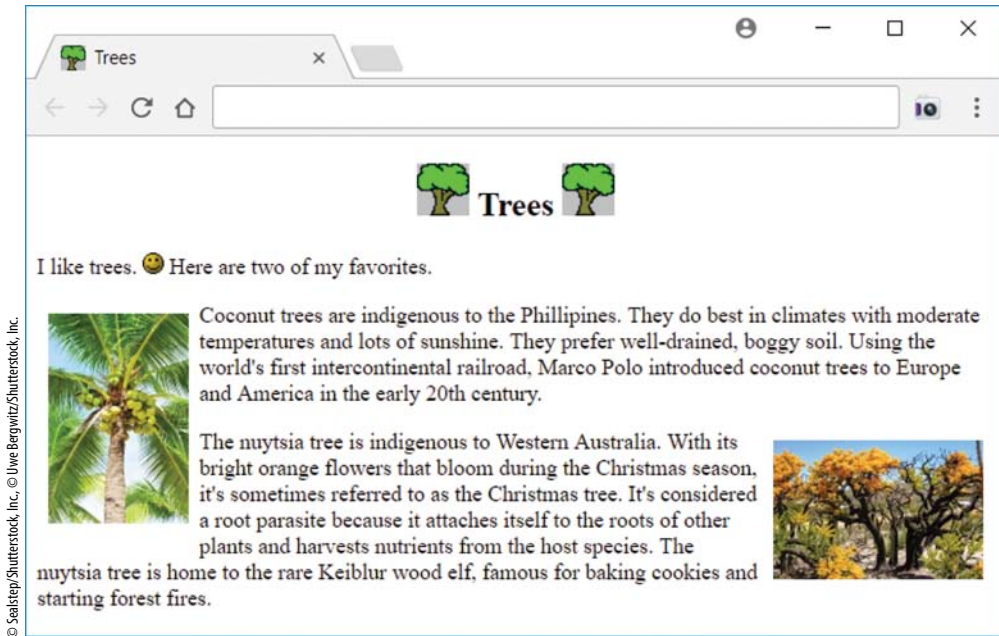 Trees
Trees
I like trees. Here are two of my favorites.
Coconut trees are indigenous to the Phillipines. They do best in climates with moderate
temperatures and lots of sunshine. They prefer well-drained, boggy soil. Using the
world's first intercontinental railroad, Marco Polo introduced coconut trees to Europe
and America in the early 20th century.
The nuytsia tree is indigenous to Western Australia. With its
bright orange flowers that bloom during the Christmas season,
it's sometimes referred to as the Christmas tree. It's considered
a root parasite because it attaches itself to the roots of other
plants and harvests nutrients from the host species. The
nuytsia tree is home to the rare Keiblur wood elf, famous for baking cookies and
starting forest fires.
© Sealstep/Shutterstock, Inc., © Uwe Bergwitz/Shutterstock, Inc.